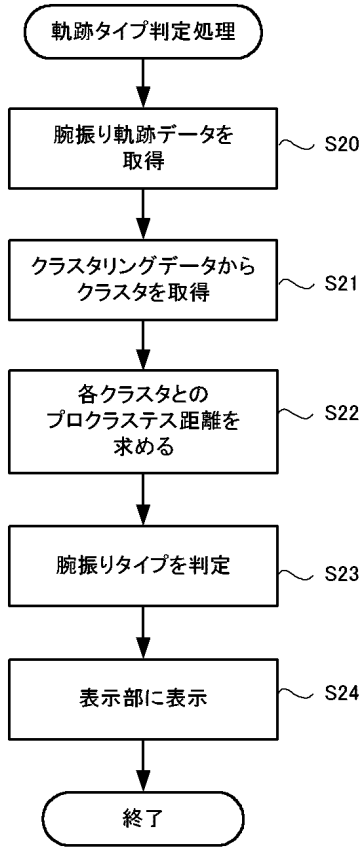 軌跡タイプ判定処理
腕振り軌跡データを
取得
S20
クラスタリングデータから
クラスタを取得
S21
各クラスタとの
プロクラステス距離を
求める
S22
腕振りタイプを判定
S23
表示部に表示
S24
終了